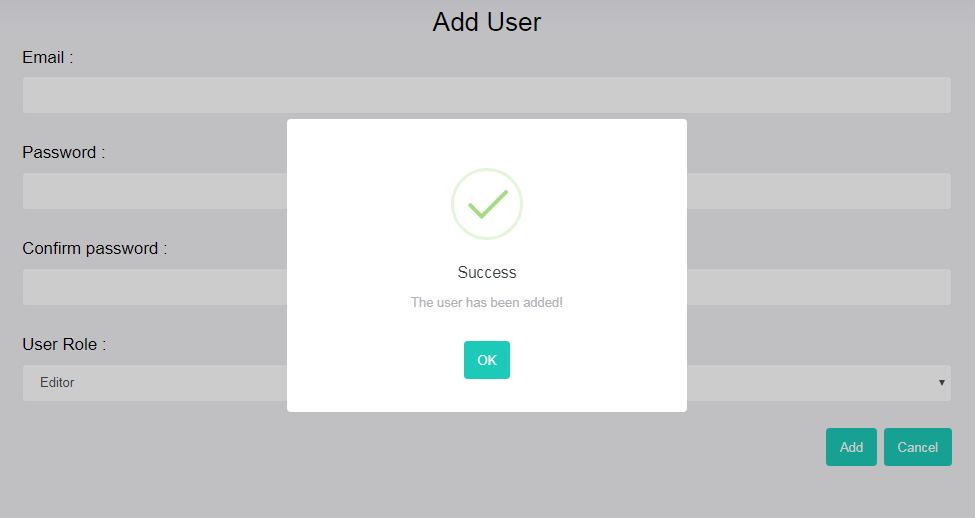 Add User
Email :
Password :
Confirm password :
User Role :
Editor
Success
The user has been added!
OK
Add
Cancel